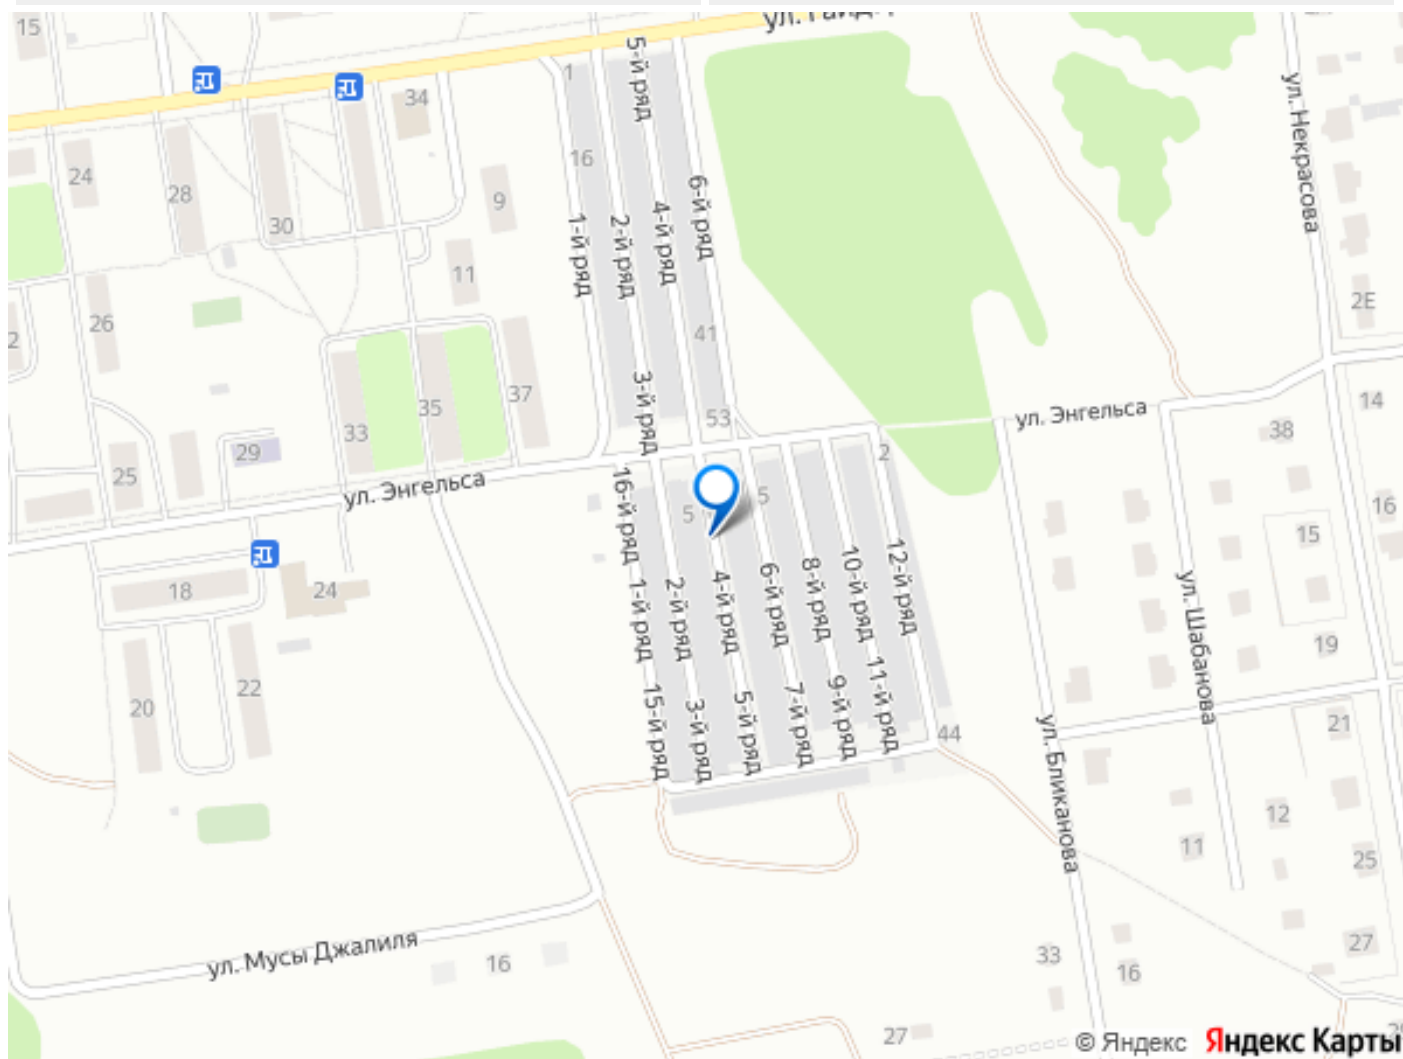 15
ул. Гайд
1
5-й ряд
34
16
24
28
9
30
1-й ряд
2-й ряд
4-й ряд
6-й ряд
ул. Некрасова
11
2Е
26
2
41
37
3-й ряд
35
33
53
ул. Энгельса
14
38
29
2
25
ул. Энгельса
16-й ряд
5
5
16
15
18
24
1-й ряд
2-й ряд
4-й ряд
6-й ряд
8-й ряд
10-й ряд
12-й ряд
ул. Шабанова
19
20
22
15-й ряд
3-й ряд
5-й ряд
7-й ряд
9-й ряд
11-й ряд
44
21
ул. Бликанова
12
11
25
ул. Мусы Джалиля
16
33
16
27
27
© Яндекс
Яндекс Карты